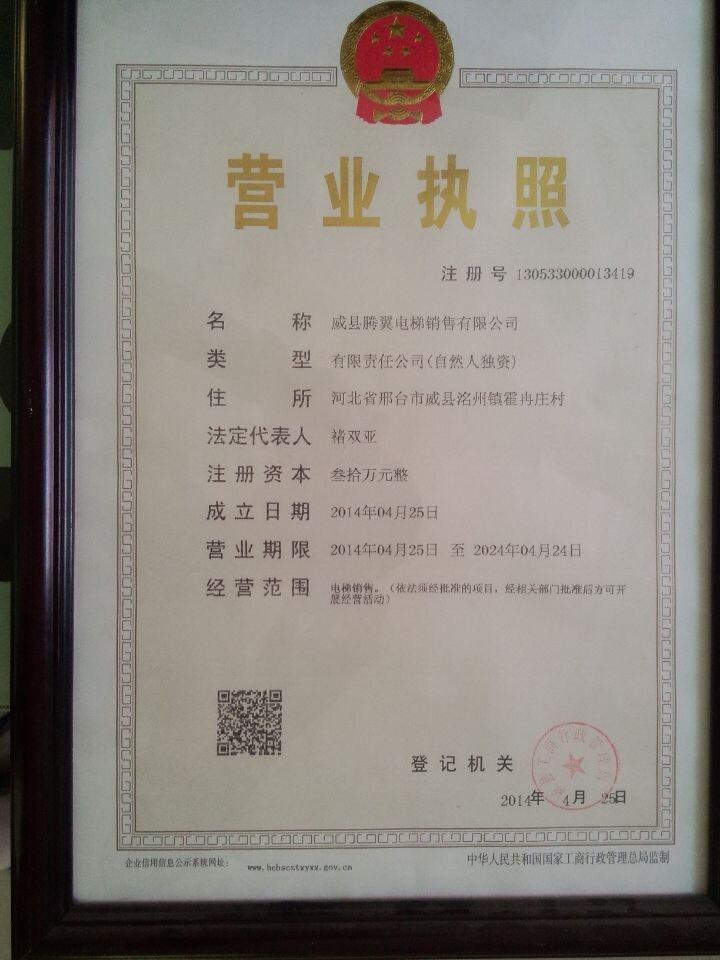 营业执照
注册号 130533000013419
名称 威县腾翼电梯销售有限公司
类型 有限责任公司(自然人独资)
住所 河北省邢台市威县洺州镇霍冉庄村
法定代表人 褚双亚
注册资本 叁拾万元整
成立日期 2014年04月25日
营业期限 2014年04月25日 至 2024年04月24日
经营范围 电梯销售。（依法须经批准的项目，经相关部门批准后方可开
展经营活动）
工商行政管理局
登记机关
2014年 4月 25日
企业信用信息公示系统网址： www.hebscztxyxx.gov.cn
中华人民共和国国家工商行政管理总局监制